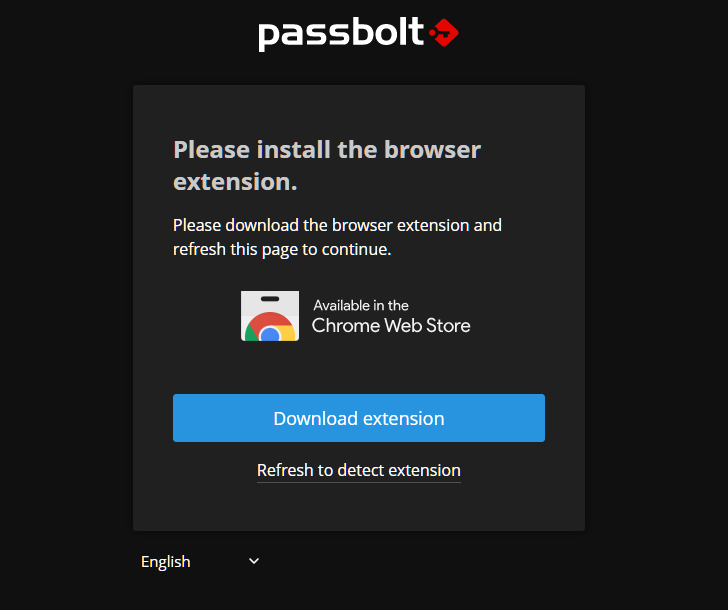 passbolt
Please install the browser
extension.
Please download the browser extension and
refresh this page to continue.
Available in the
Chrome Web Store
Download extension
Refresh to detect extension
English